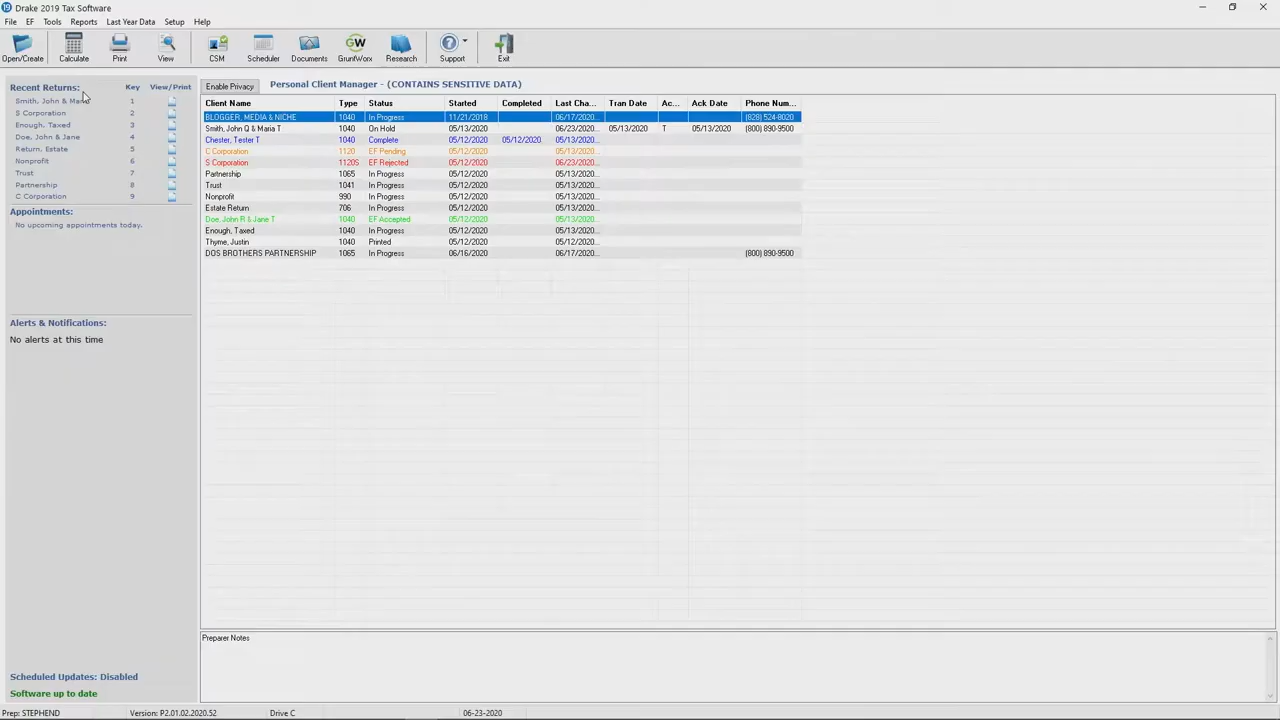 19 Drake 2019 Tax Software
File EF Tools Reports Last Year Data Setup Help
Open/Create Calculate Print View CSM Scheduler Documents GruntWorx Research Support Exit
Recent Returns: Key View/Print
Smith, John & 1
S Corporation 2
Enough, Taxed 3
Doe, John & Jane 4
Return, Estate 5
Nonprofit 6
Trust 7
Partnership 8
C Corporation 9
Appointments:
No upcoming appointments today.
Alerts & Notifications:
No alerts at this time
Scheduled Updates: Disabled
Software up to date
Enable Privacy Personal Client Manager - (CONTAINS SENSITIVE DATA)
Client Name Type Status Started Completed Last Cha... Tran Date Ac... Ack Date Phone Num...
BLOGGER, MEDIA & NICHE 1040 In Progress 11/21/2018 06/17/2020... (828) 524-8020
Smith, John Q & Maria T 1040 On Hold 05/13/2020 06/23/2020... 05/13/2020 T 05/13/2020 (800) 890-9500
Chester, Tester T 1040 Complete 05/12/2020 05/12/2020 05/13/2020...
C Corporation 1120 EF Pending 05/12/2020 05/13/2020...
S Corporation 1120S EF Rejected 05/12/2020 06/23/2020...
Partnership 1065 In Progress 05/12/2020 05/13/2020...
Trust 1041 In Progress 05/12/2020 05/13/2020...
Nonprofit 990 In Progress 05/12/2020 05/13/2020...
Estate Return 706 In Progress 05/12/2020 05/13/2020...
Doe, John R & Jane T 1040 EF Accepted 05/12/2020 05/13/2020...
Enough, Taxed 1040 In Progress 05/12/2020 05/13/2020...
Thyme, Justin 1040 Printed 05/12/2020 05/12/2020...
DOS BROTHERS PARTNERSHIP 1065 In Progress 06/16/2020 06/17/2020... (800) 890-9500
Preparer Notes
Prep: STEPHEND Version: P2.01.02.2020.52 Drive C 06-23-2020